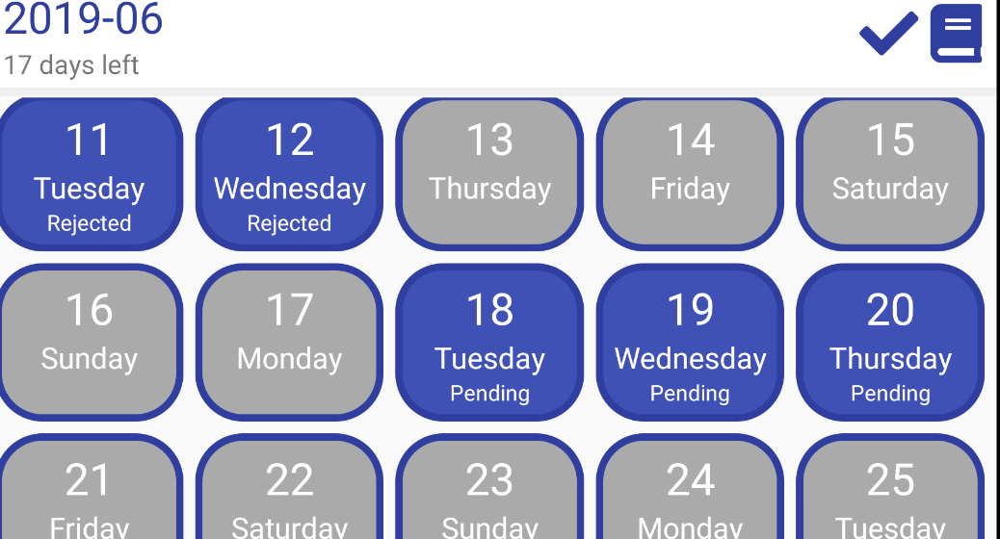 2019-06
17 days left
11
Tuesday
Rejected
12
Wednesday
Rejected
13
Thursday
14
Friday
15
Saturday
16
Sunday
17
Monday
18
Tuesday
Pending
19
Wednesday
Pending
20
Thursday
Pending
21
Friday
22
Saturday
23
Sunday
24
Monday
25
Tuesday